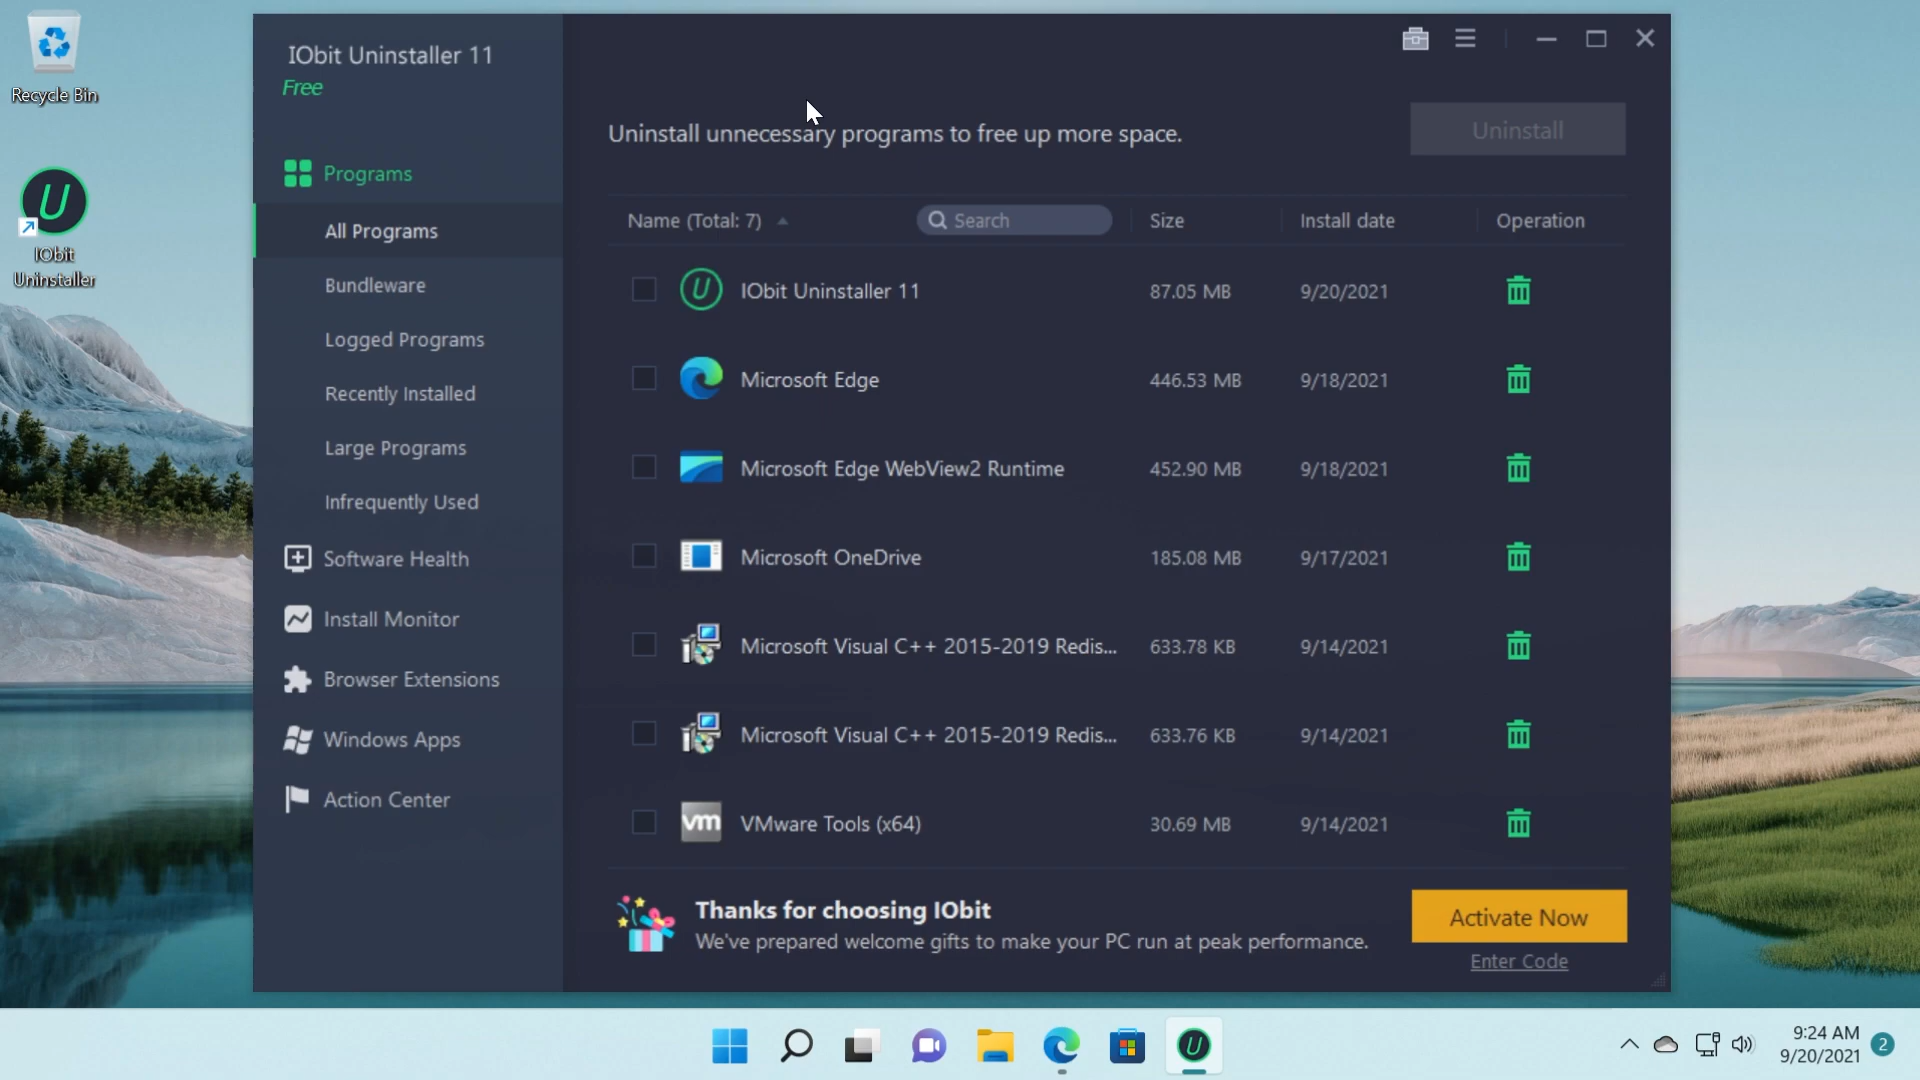 Recycle Bin
IObit
Uninstaller
IObit Uninstaller 11
Free
Programs
All Programs
Bundleware
Logged Programs
Recently Installed
Large Programs
Infrequently Used
Software Health
Install Monitor
Browser Extensions
Windows Apps
Action Center
Uninstall unnecessary programs to free up more space.
Uninstall
Name (Total: 7) Search Size Install date Operation
IObit Uninstaller 11 87.05 MB 9/20/2021
Microsoft Edge 446.53 MB 9/18/2021
Microsoft Edge WebView2 Runtime 452.90 MB 9/18/2021
Microsoft OneDrive 185.08 MB 9/17/2021
Microsoft Visual C++ 2015-2019 Redis... 633.78 KB 9/14/2021
Microsoft Visual C++ 2015-2019 Redis... 633.76 KB 9/14/2021
vm VMware Tools (x64) 30.69 MB 9/14/2021
Thanks for choosing IObit
We've prepared welcome gifts to make your PC run at peak performance.
Activate Now
Enter Code
9:24 AM
9/20/2021
2